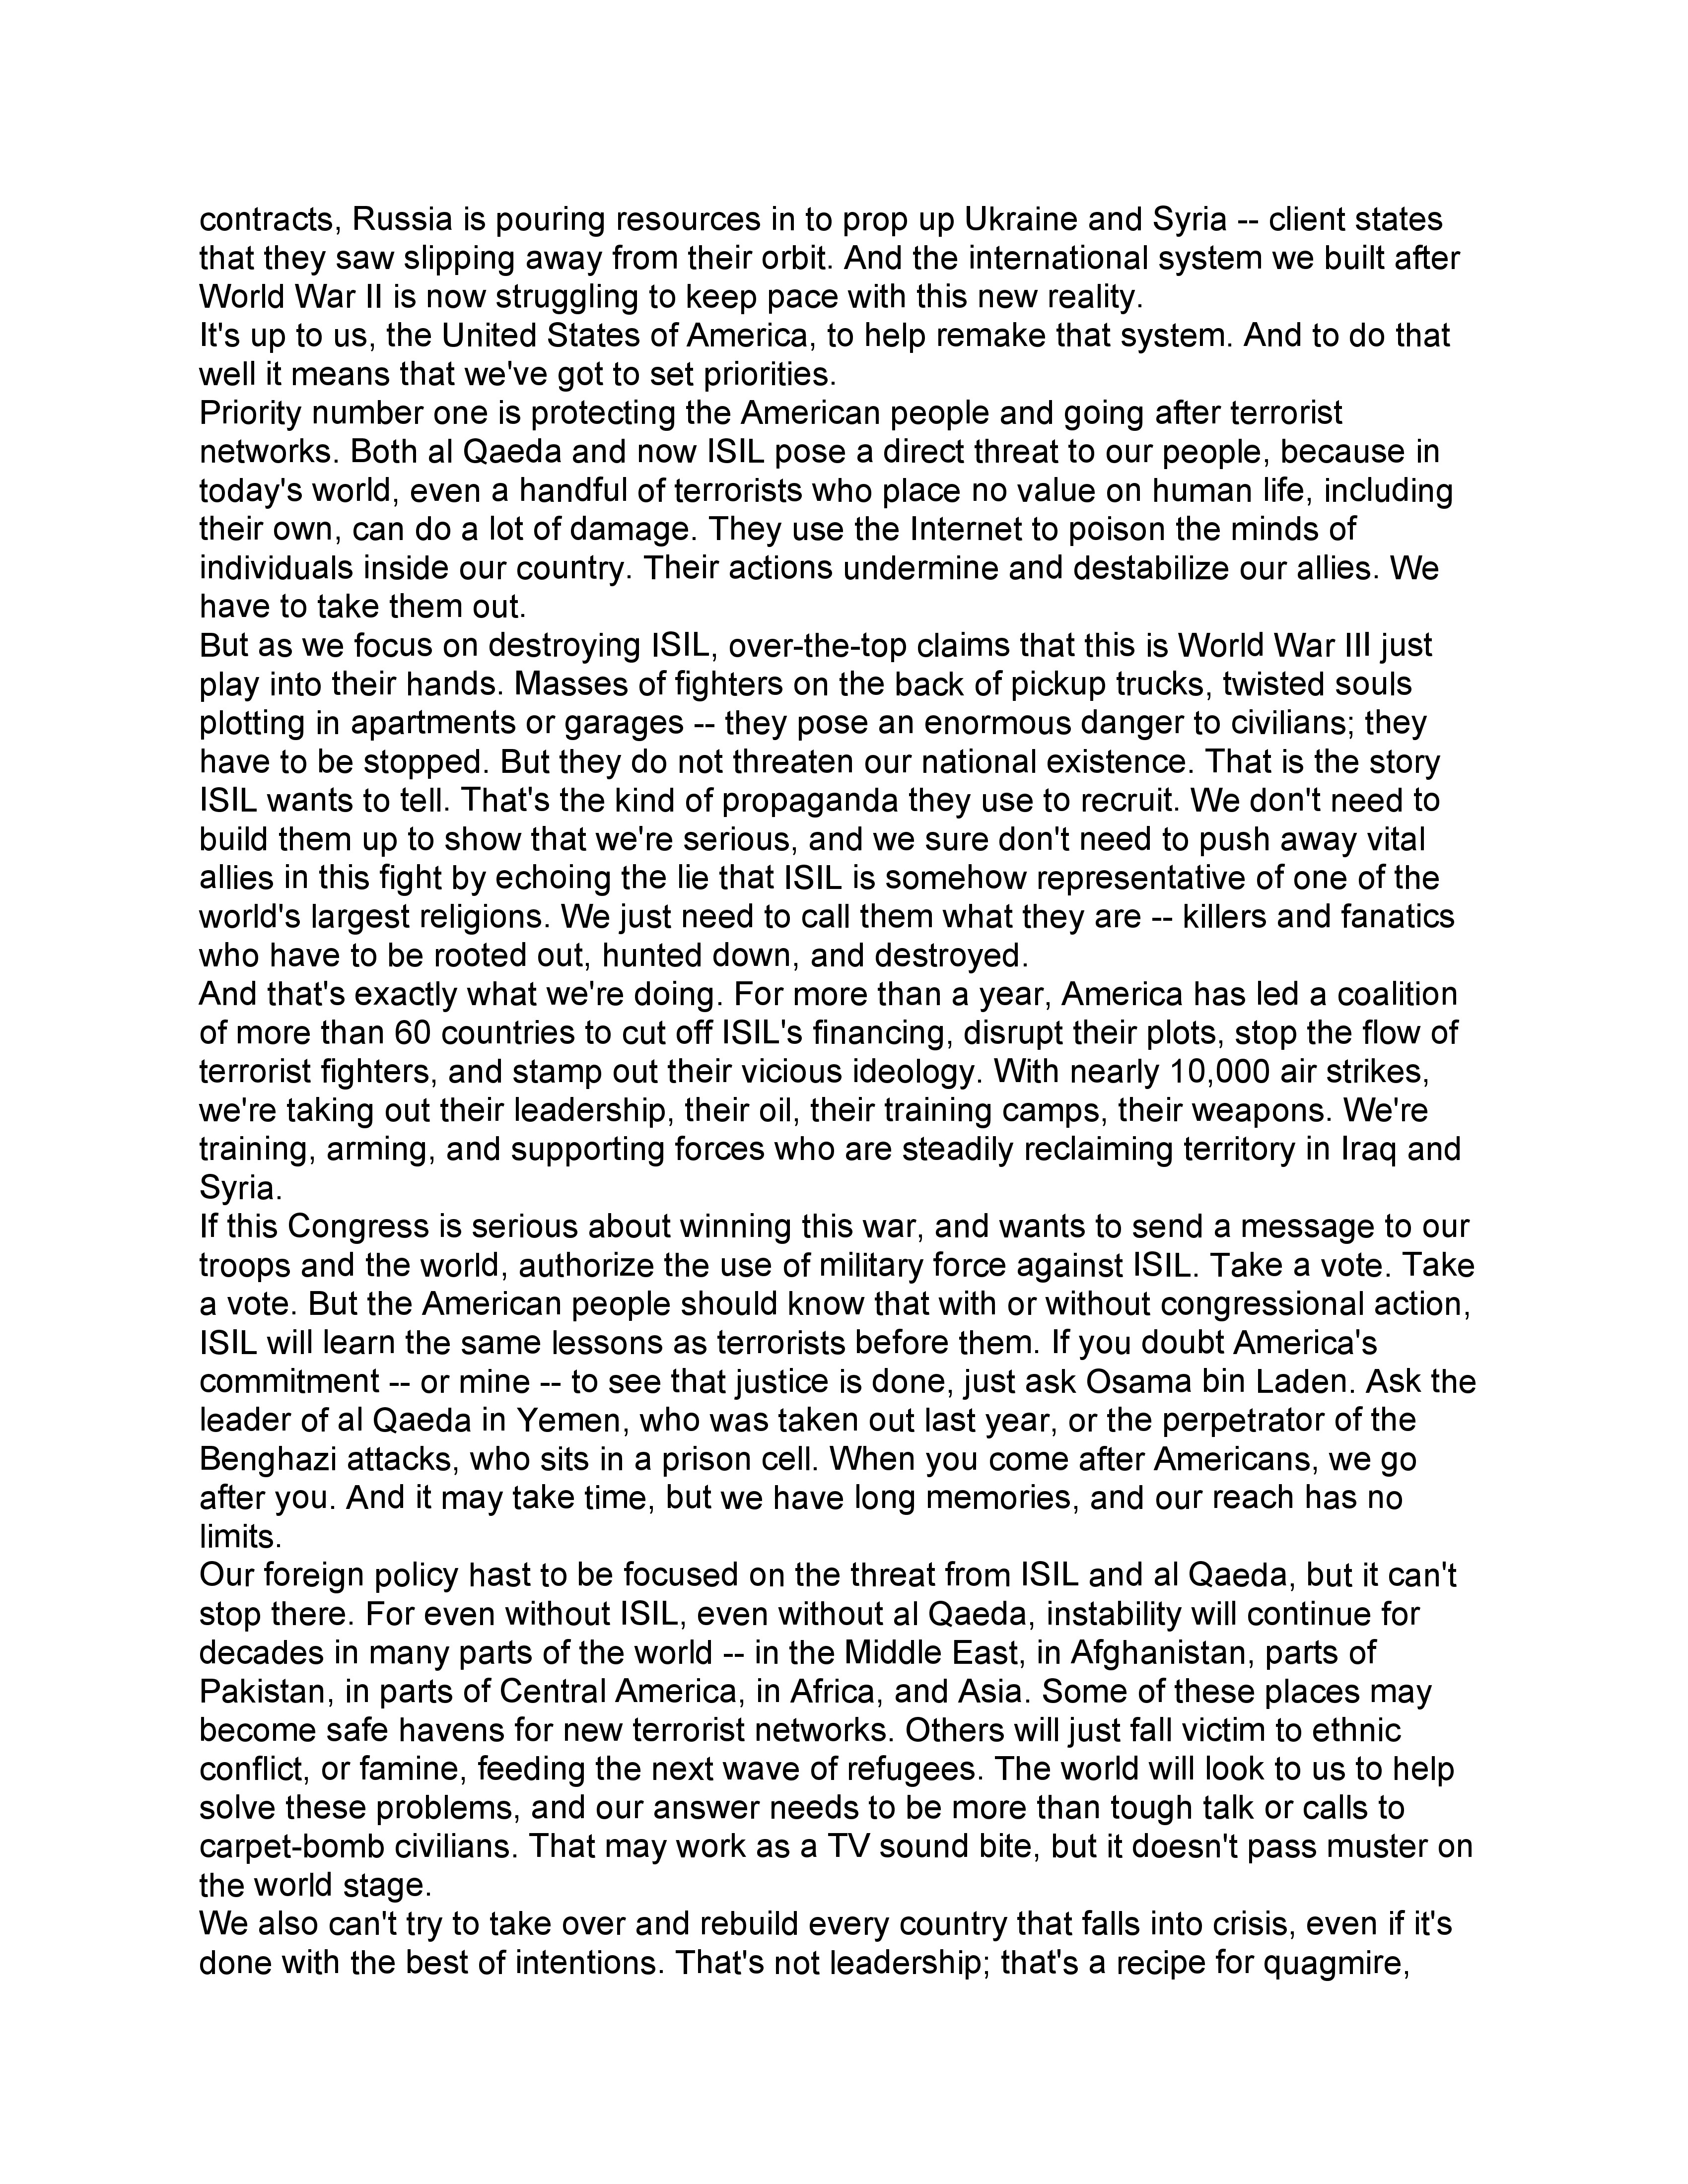 contracts, Russia is pouring resources in to prop up Ukraine and Syria -- client states
that they saw slipping away from their orbit. And the international system we built after
World War II is now struggling to keep pace with this new reality.
It's up to us, the United States of America, to help remake that system. And to do that
well it means that we've got to set priorities.
Priority number one is protecting the American people and going after terrorist
networks. Both al Qaeda and now ISIL pose a direct threat to our people, because in
today's world, even a handful of terrorists who place no value on human life, including
their own, can do a lot of damage. They use the Internet to poison the minds of
individuals inside our country. Their actions undermine and destabilize our allies. We
have to take them out.
But as we focus on destroying ISIL, over-the-top claims that this is World War III just
play into their hands. Masses of fighters on the back of pickup trucks, twisted souls
plotting in apartments or garages -- they pose an enormous danger to civilians; they
have to be stopped. But they do not threaten our national existence. That is the story
ISIL wants to tell. That's the kind of propaganda they use to recruit. We don't need to
build them up to show that we're serious, and we sure don't need to push away vital
allies in this fight by echoing the lie that ISIL is somehow representative of one of the
world's largest religions. We just need to call them what they are -- killers and fanatics
who have to be rooted out, hunted down, and destroyed.
And that's exactly what we're doing. For more than a year, America has led a coalition
of more than 60 countries to cut off ISIL's financing, disrupt their plots, stop the flow of
terrorist fighters, and stamp out their vicious ideology. With nearly 10,000 air strikes,
we're taking out their leadership, their oil, their training camps, their weapons. We're
training, arming, and supporting forces who are steadily reclaiming territory in Iraq and
Syria.
If this Congress is serious about winning this war, and wants to send a message to our
troops and the world, authorize the use of military force against ISIL. Take a vote. Take
a vote. But the American people should know that with or without congressional action,
ISIL will learn the same lessons as terrorists before them. If you doubt America's
commitment -- or mine -- to see that justice is done, just ask Osama bin Laden. Ask the
leader of al Qaeda in Yemen, who was taken out last year, or the perpetrator of the
Benghazi attacks, who sits in a prison cell. When you come after Americans, we go
after you. And it may take time, but we have long memories, and our reach has no
limits.
Our foreign policy hast to be focused on the threat from ISIL and al Qaeda, but it can't
stop there. For even without ISIL, even without al Qaeda, instability will continue for
decades in many parts of the world -- in the Middle East, in Afghanistan, parts of
Pakistan, in parts of Central America, in Africa, and Asia. Some of these places may
become safe havens for new terrorist networks. Others will just fall victim to ethnic
conflict, or famine, feeding the next wave of refugees. The world will look to us to help
solve these problems, and our answer needs to be more than tough talk or calls to
carpet-bomb civilians. That may work as a TV sound bite, but it doesn't pass muster on
the world stage.
We also can't try to take over and rebuild every country that falls into crisis, even if it's
done with the best of intentions. That's not leadership; that's a recipe for quagmire,